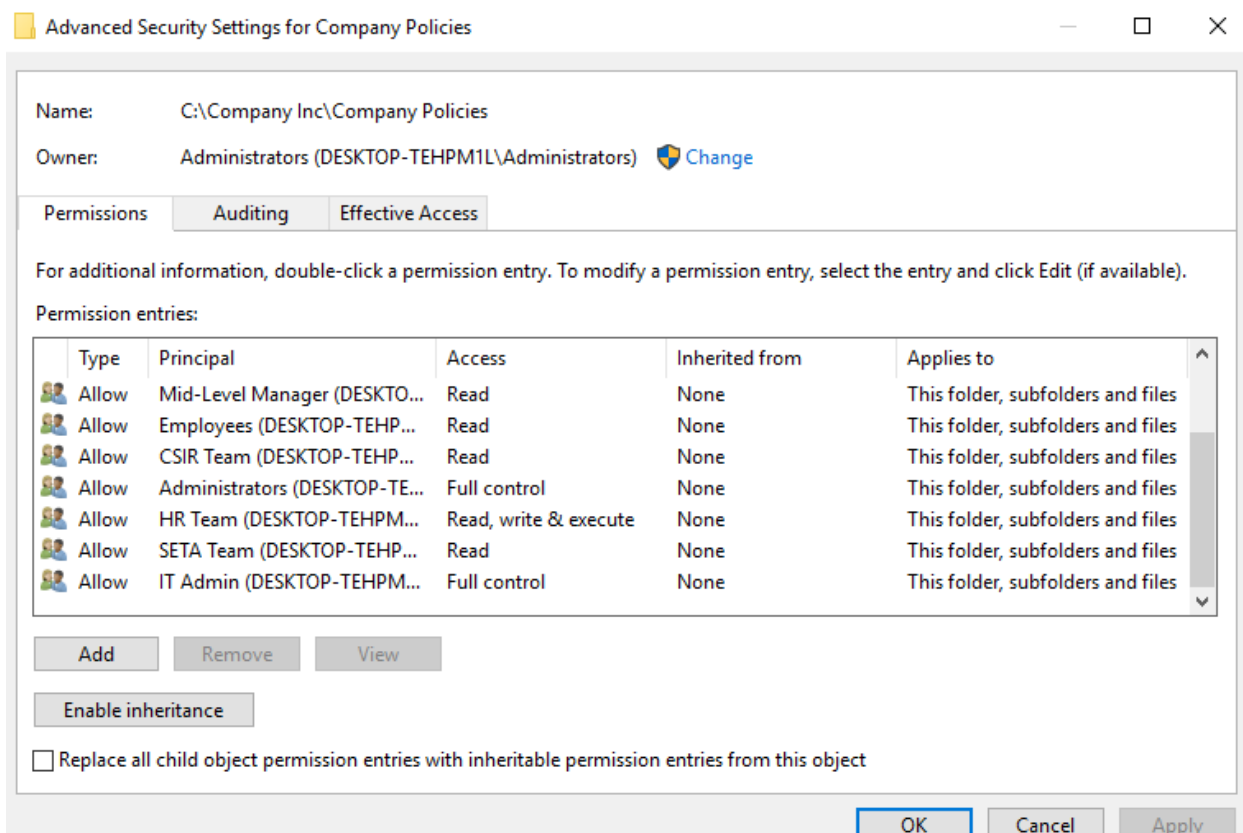 Advanced Security Settings for Company Policies
Name: C:\Company Inc\Company Policies
Owner: Administrators (DESKTOP-TEHPM1L\Administrators) Change
Permissions Auditing Effective Access
For additional information, double-click a permission entry. To modify a permission entry, select the entry and click Edit (if available).
Permission entries:
Type Principal Access Inherited from Applies to
Allow Mid-Level Manager (DESKTO... Read None This folder, subfolders and files
Allow Employees (DESKTOP-TEHP... Read None This folder, subfolders and files
Allow CSIR Team (DESKTOP-TEHP... Read None This folder, subfolders and files
Allow Administrators (DESKTOP-TE... Full control None This folder, subfolders and files
Allow HR Team (DESKTOP-TEHPM... Read, write & execute None This folder, subfolders and files
Allow SETA Team (DESKTOP-TEHP... Read None This folder, subfolders and files
Allow IT Admin (DESKTOP-TEHPM... Full control None This folder, subfolders and files
Add Remove View
Enable inheritance
Replace all child object permission entries with inheritable permission entries from this object
OK Cancel Apply